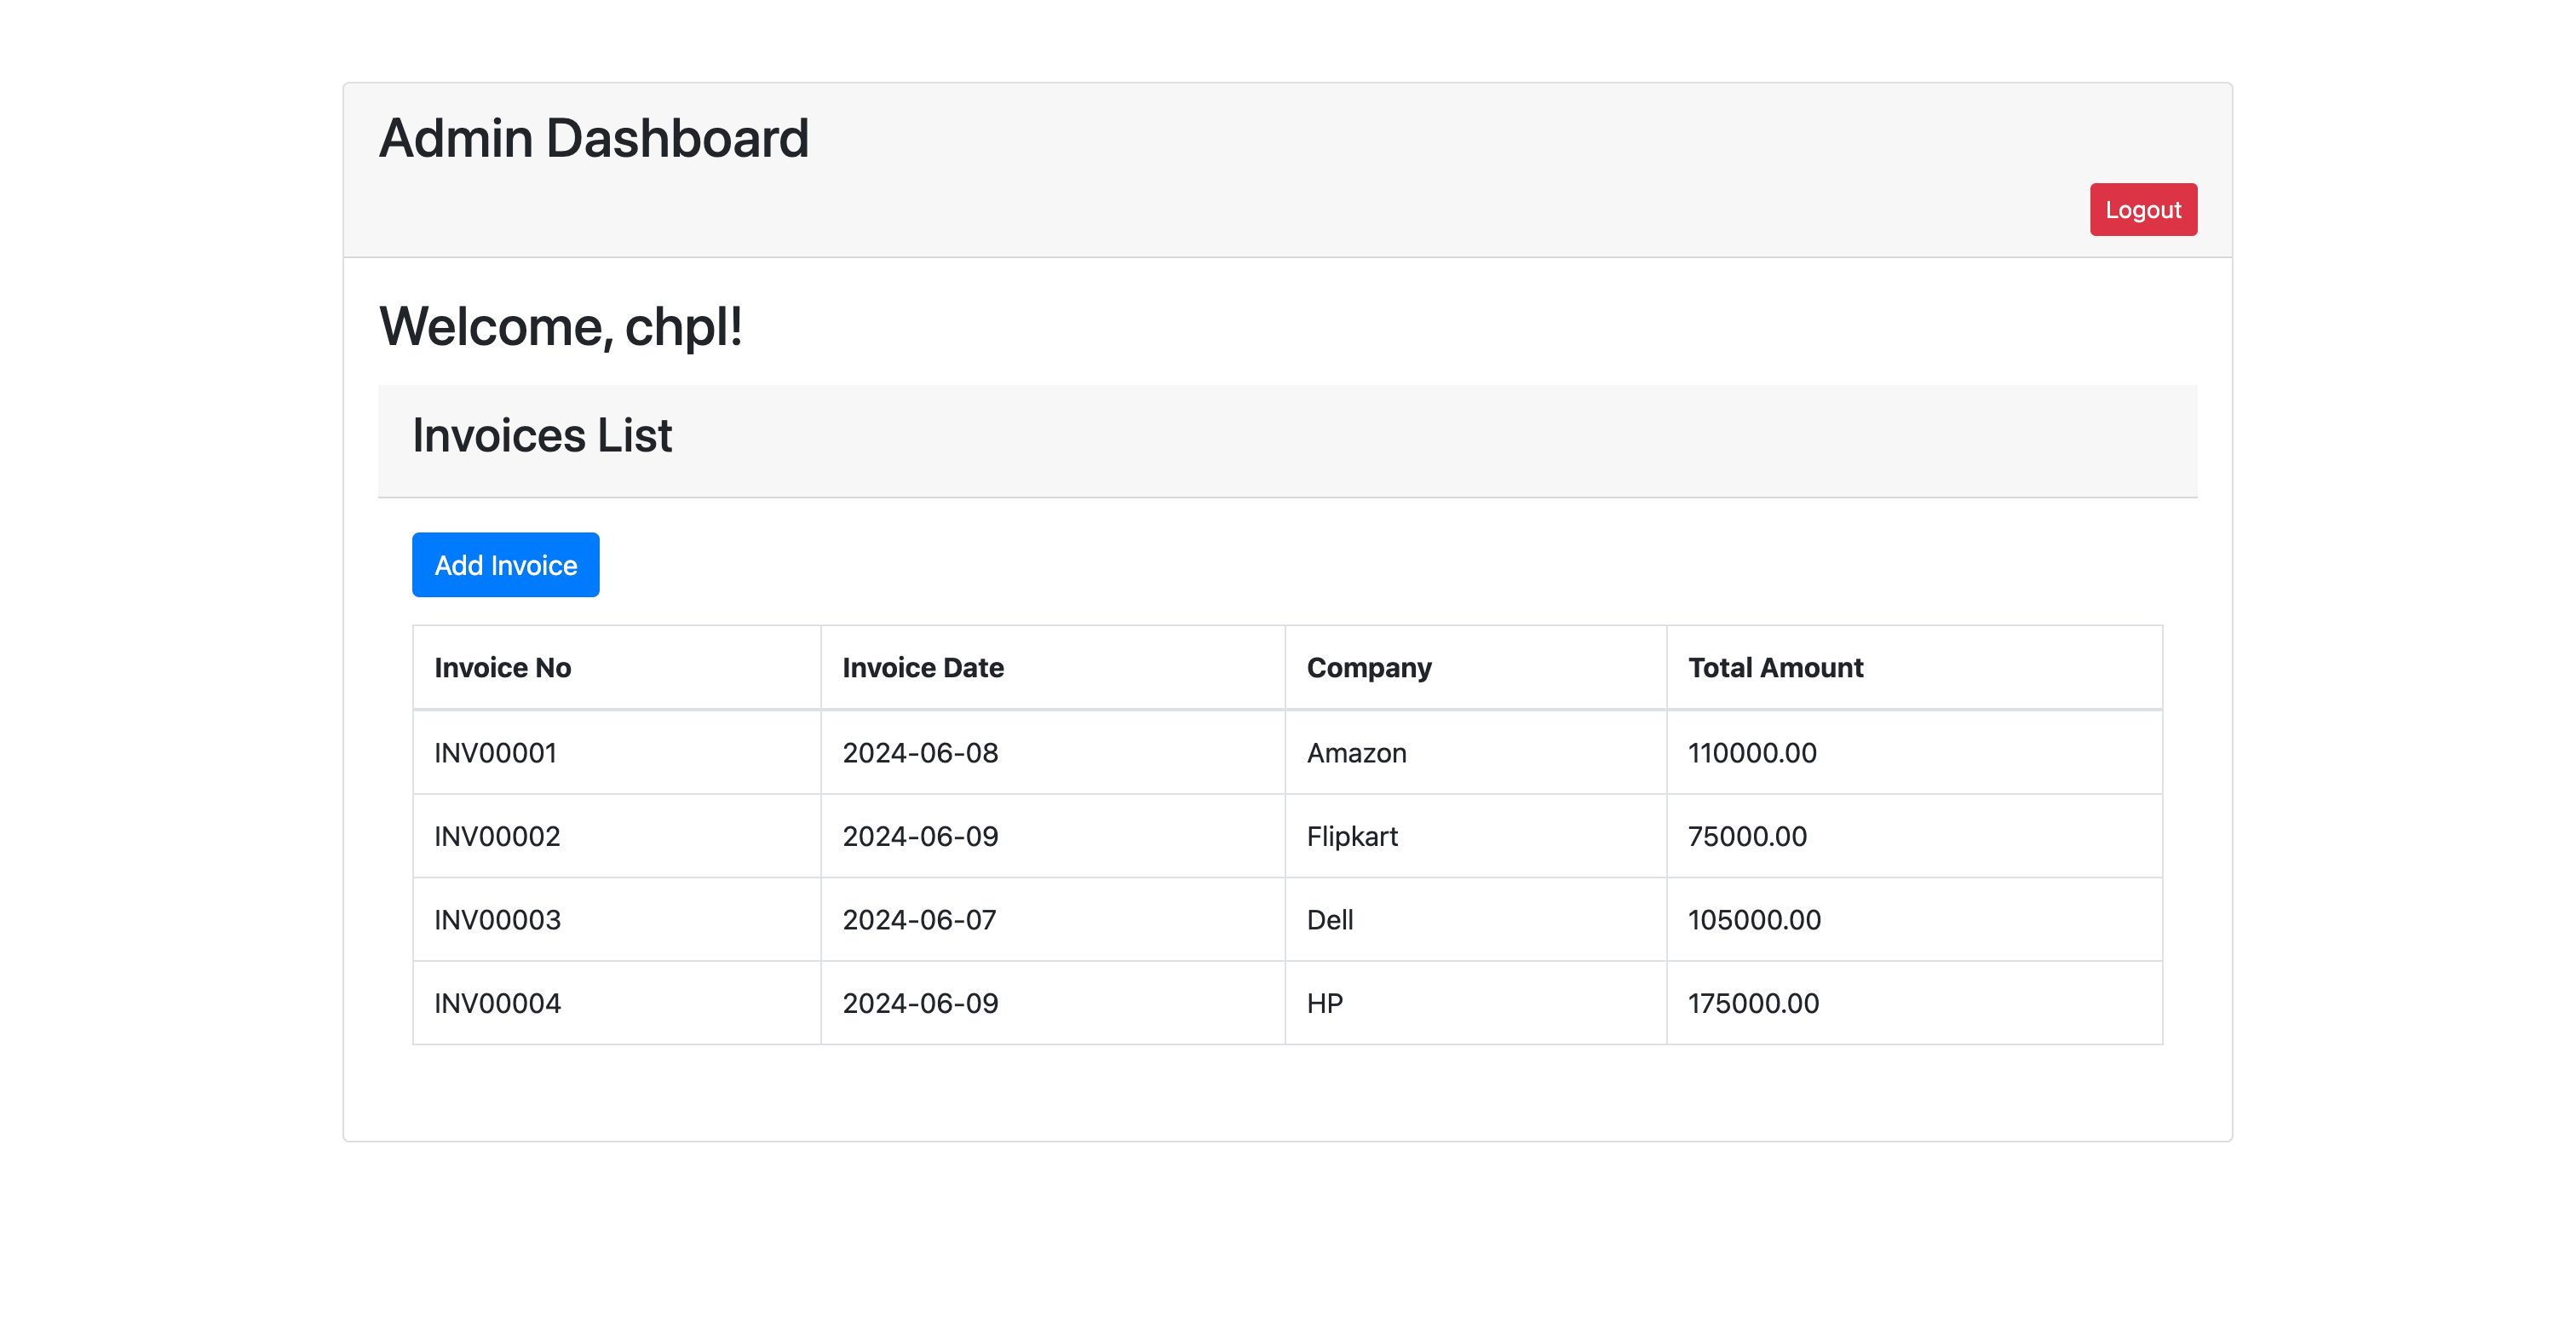 Admin Dashboard
Logout
Welcome, chpl!
Invoices List
Add Invoice
Invoice No Invoice Date Company Total Amount
INV00001 2024-06-08 Amazon 110000.00
INV00002 2024-06-09 Flipkart 75000.00
INV00003 2024-06-07 Dell 105000.00
INV00004 2024-06-09 HP 175000.00